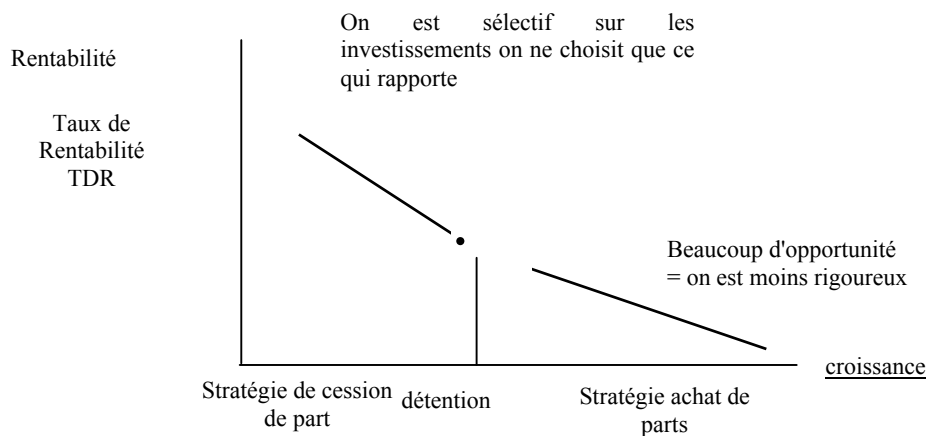 On est sélectif sur les
investissements on ne choisit que ce
qui rapporte
Rentabilité
Taux de
Rentabilité
TDR
Beaucoup d'opportunité
= on est moins rigoureux
croissance
Stratégie de cession
de part
détention
Stratégie achat de
parts